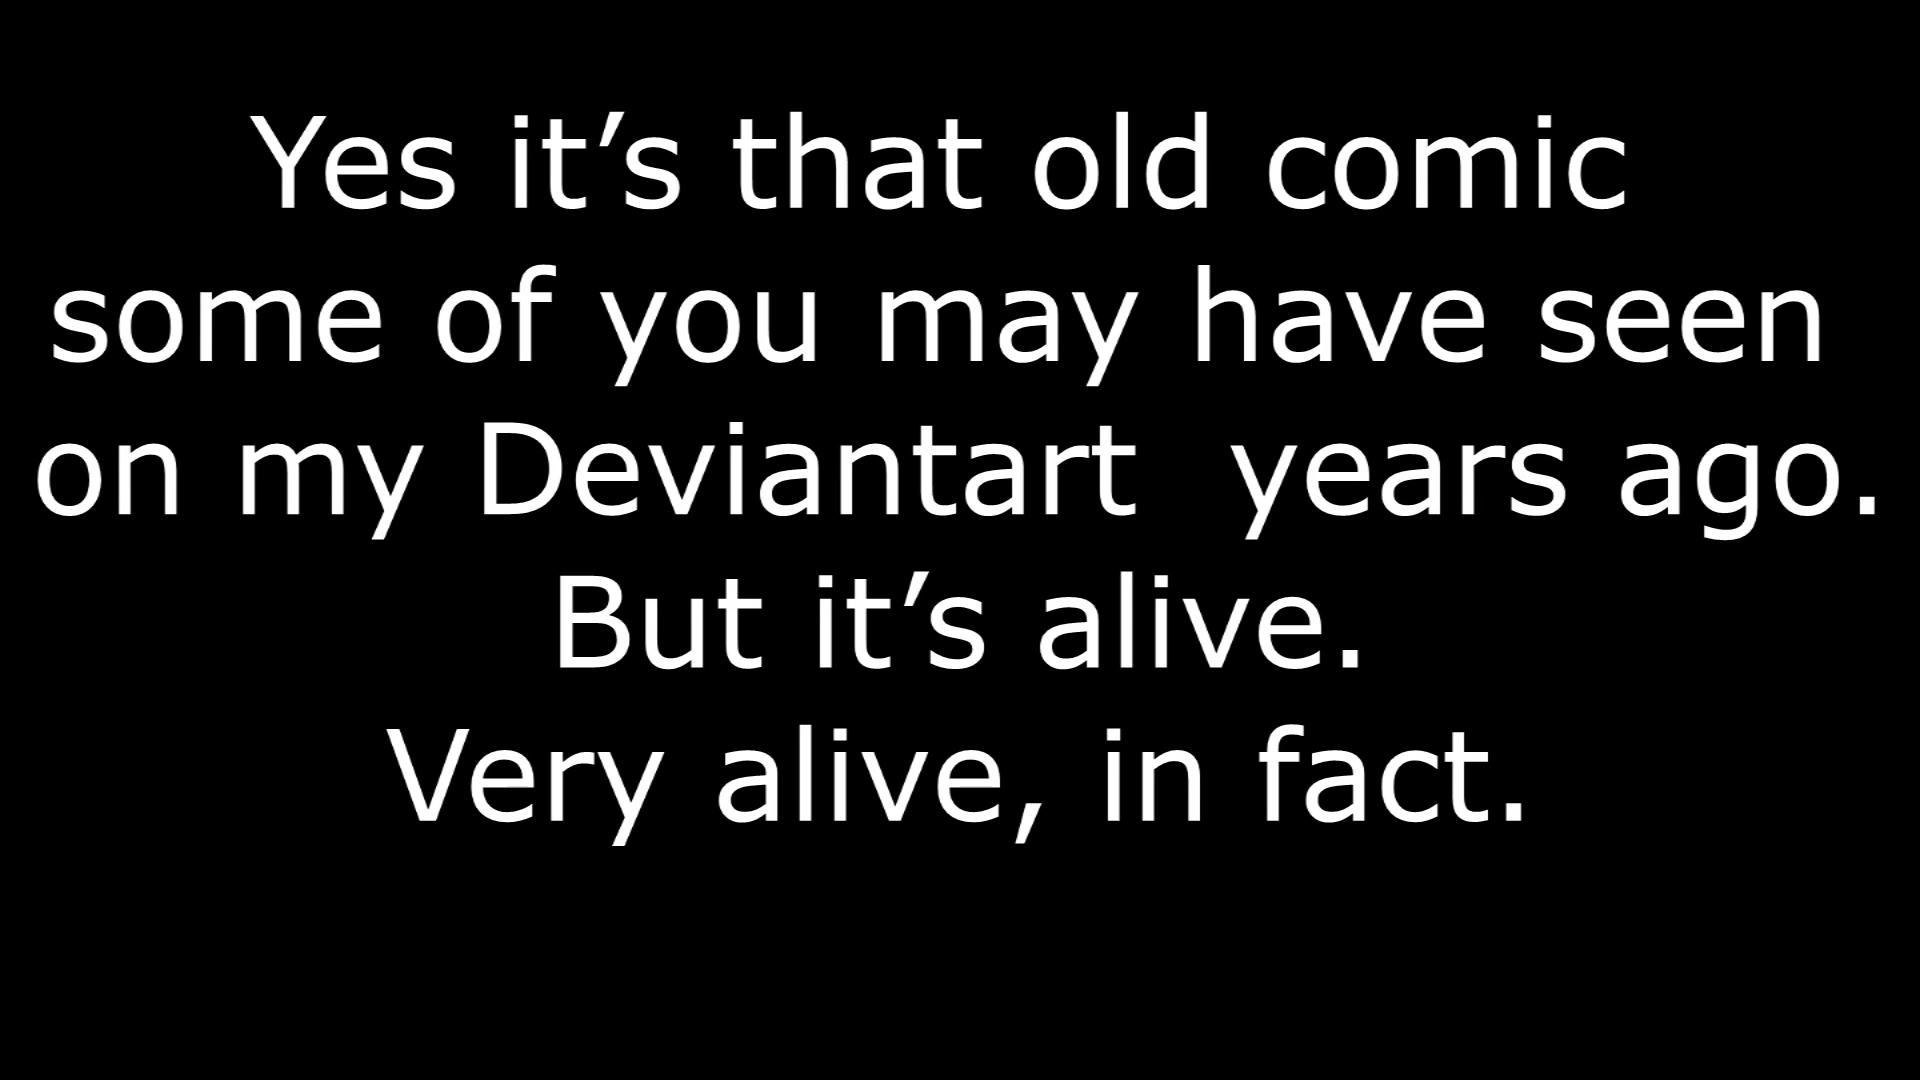 Yes it’s that old comic
some of you may have seen
on my Deviantart  years ago.
But it’s alive.
Very alive, in fact.